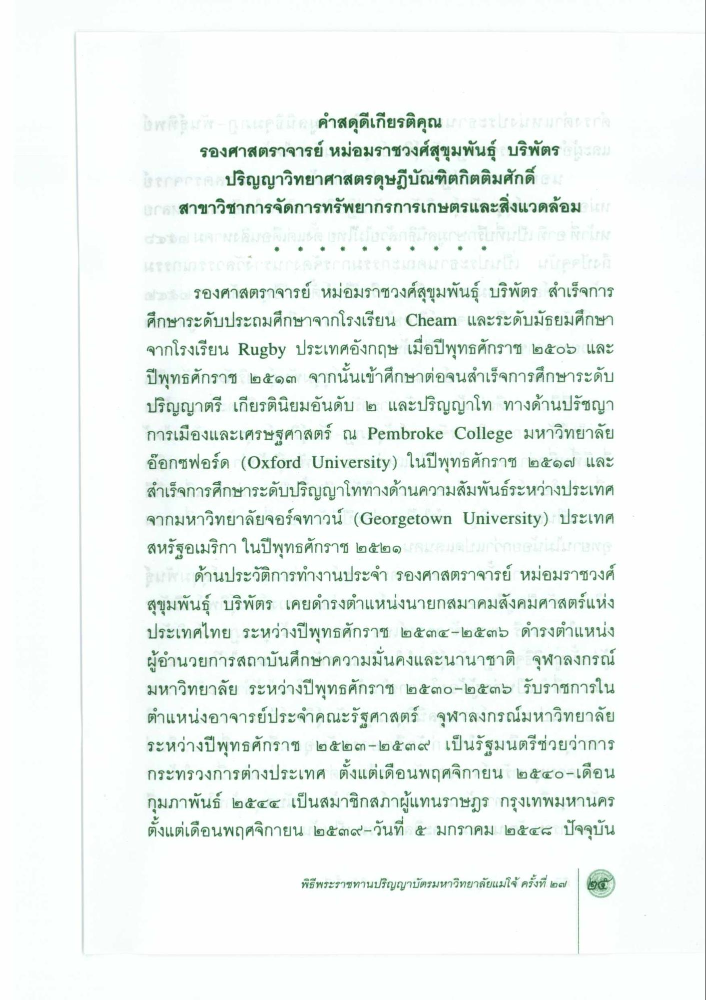 คำสดุดีเกียรติคุณ
รองศาสตราจารย์ หม่อมราชวงศ์สุขุมพันธุ์ บริพัตร
ปริญญาวิทยาศาสตรดุษฎีบัณฑิตกิตติมศักดิ์
สาขาวิชาการจัดการทรัพยากรการเกษตรและสิ่งแวดล้อม
* * * * * * * * * *
รองศาสตราจารย์ หม่อมราชวงศ์สุขุมพันธุ์ บริพัตร สำเร็จการ
ศึกษาระดับประถมศึกษาจากโรงเรียน Cheam และระดับมัธยมศึกษา
จากโรงเรียน Rugby ประเทศอังกฤษ เมื่อปีพุทธศักราช ๒๕๐๖ และ
ปีพุทธศักราช ๒๕๑๓ จากนั้นเข้าศึกษาต่อจนสำเร็จการศึกษาระดับ
ปริญญาตรี เกียรตินิยมอันดับ ๒ และปริญญาโท ทางด้านปรัชญา
การเมืองและเศรษฐศาสตร์ ณ Pembroke College มหาวิทยาลัย
อ๊อกซฟอร์ด (Oxford University) ในปีพุทธศักราช ๒๕๑๗ และ
สำเร็จการศึกษาระดับปริญญาโททางด้านความสัมพันธ์ระหว่างประเทศ
จากมหาวิทยาลัยจอร์จทาวน์ (Georgetown University) ประเทศ
สหรัฐอเมริกา ในปีพุทธศักราช ๒๕๒๑
ด้านประวัติการทำงานประจำ รองศาสตราจารย์ หม่อมราชวงศ์
สุขุมพันธุ์ บริพัตร เคยดำรงตำแหน่งนายกสมาคมสังคมศาสตร์แห่ง
ประเทศไทย ระหว่างปีพุทธศักราช ๒๕๓๔-๒๕๓๖ ดำรงตำแหน่ง
ผู้อำนวยการสถาบันศึกษาความมั่นคงและนานาชาติ จุฬาลงกรณ์
มหาวิทยาลัย ระหว่างปีพุทธศักราช ๒๕๓๐-๒๕๓๖ รับราชการใน
ตำแหน่งอาจารย์ประจำคณะรัฐศาสตร์ จุฬาลงกรณ์มหาวิทยาลัย
ระหว่างปีพุทธศักราช ๒๕๒๓-๒๕๓๙ เป็นรัฐมนตรีช่วยว่าการ
กระทรวงการต่างประเทศ ตั้งแต่เดือนพฤศจิกายน ๒๕๔๐-เดือน
กุมภาพันธ์ ๒๕๔๔ เป็นสมาชิกสภาผู้แทนราษฎร กรุงเทพมหานคร
ตั้งแต่เดือนพฤศจิกายน ๒๕๓๙-วันที่ ๕ มกราคม ๒๕๔๘ ปัจจุบัน
พิธีพระราชทานปริญญาบัตรมหาวิทยาลัยแม่โจ้ ครั้งที่ ๒๗
๒๕